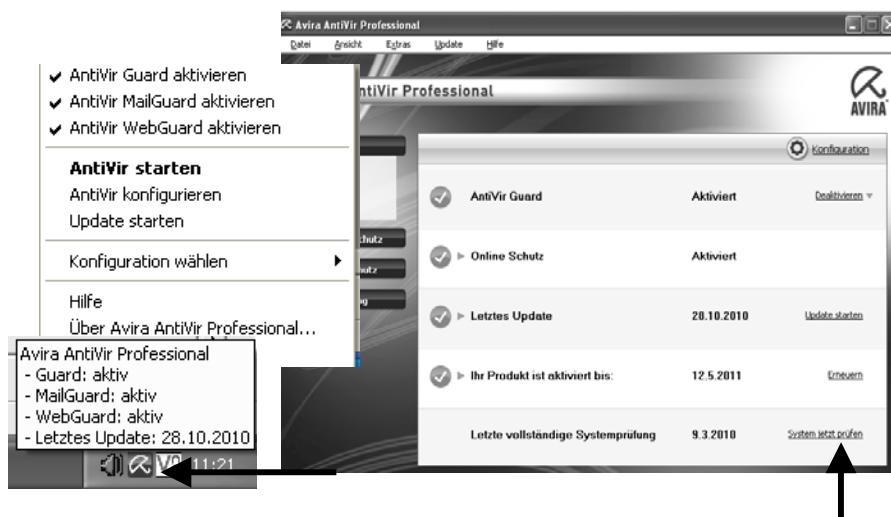 Avira AntiVir Professional
Datei Ansicht Extras Update Hilfe
ntiVir Professional
AVIRA
Konfiguration
AntiVir Guard Aktiviert Deaktivieren
Online Schutz Aktiviert
Letztes Update 28.10.2010 Update starten
Ihr Produkt ist aktiviert bis: 12.5.2011 Erneuern
Letzte vollständige Systemprüfung 9.3.2010 System jetzt prüfen
chutz
hutz
g
AntiVir Guard aktivieren
AntiVir MailGuard aktivieren
AntiVir WebGuard aktivieren
AntiVir starten
AntiVir konfigurieren
Update starten
Konfiguration wählen
Hilfe
Über Avira AntiVir Professional...
Avira AntiVir Professional
- Guard: aktiv
- MailGuard: aktiv
- WebGuard: aktiv
- Letztes Update: 28.10.2010
11:21